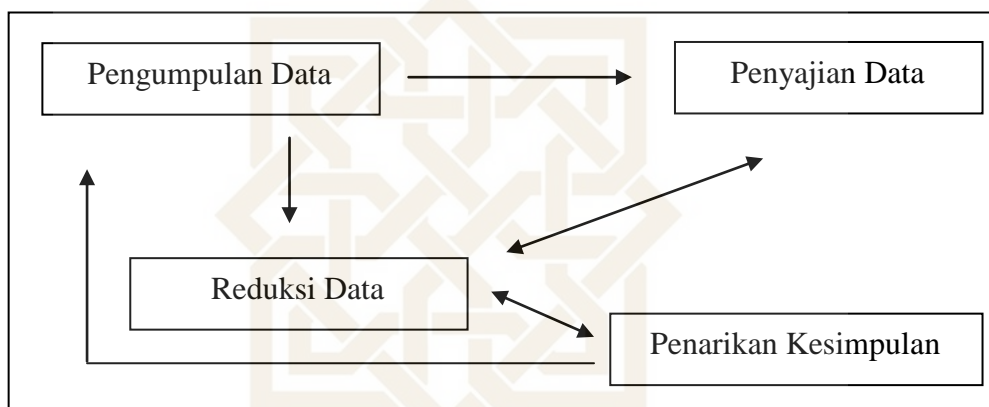 Pengumpulan Data
Penyajian Data
Reduksi Data
Penarikan Kesimpulan